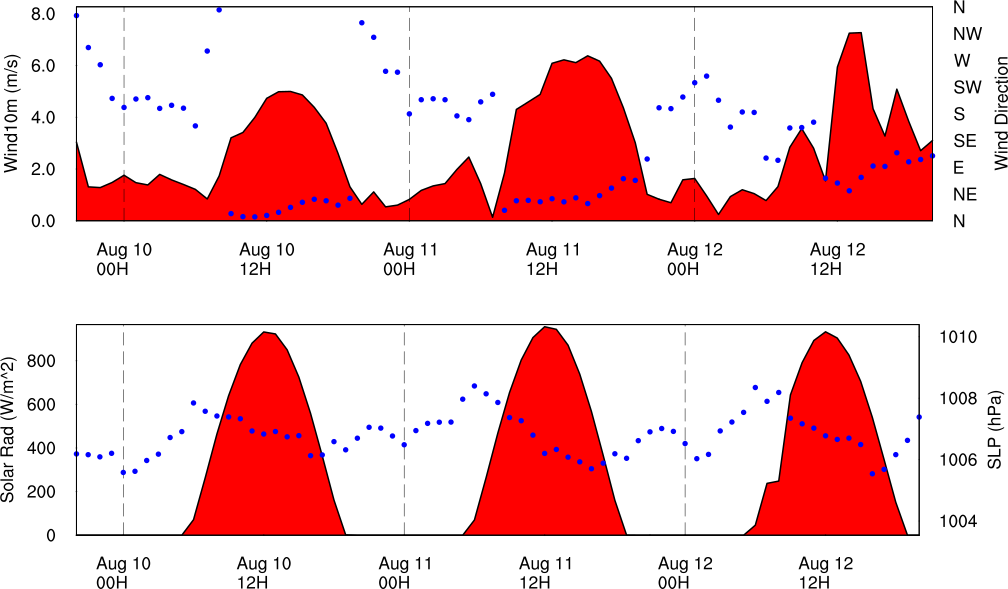 N
8.0
NW
W
6.0
SW
4.0
S
SE
2.0
E
NE
0.0
N
Wind10m (m/s)
Wind Direction
Aug 10
00H
Aug 10
12H
Aug 11
00H
Aug 11
12H
Aug 12
00H
Aug 12
12H
1010
800
1008
600
400
1006
200
1004
0
Solar Rad (W/m^2)
SLP (hPa)
Aug 10
00H
Aug 10
12H
Aug 11
00H
Aug 11
12H
Aug 12
00H
Aug 12
12H